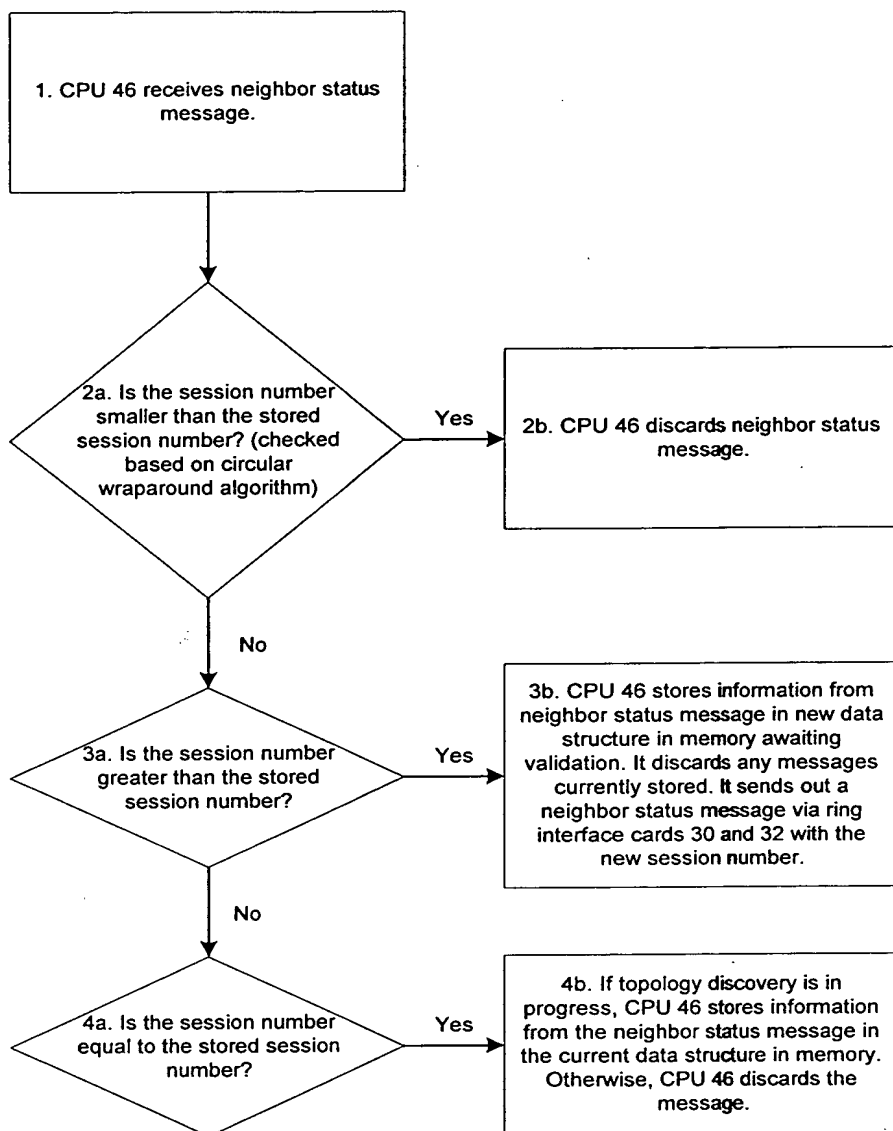 1. CPU 46 receives neighbor status
message.
2a. Is the session number
smaller than the stored
session number? (checked
based on circular
wraparound algorithm)
Yes
2b. CPU 46 discards neighbor status
message.
No
3a. Is the session number
greater than the stored
session number?
Yes
3b. CPU 46 stores information from
neighbor status message in new data
structure in memory awaiting
validation. It discards any messages
currently stored. It sends out a
neighbor status message via ring
interface cards 30 and 32 with the
new session number.
No
4a. Is the session number
equal to the stored session
number?
Yes
4b. If topology discovery is in
progress, CPU 46 stores information
from the neighbor status message in
the current data structure in memory.
Otherwise, CPU 46 discards the
message.